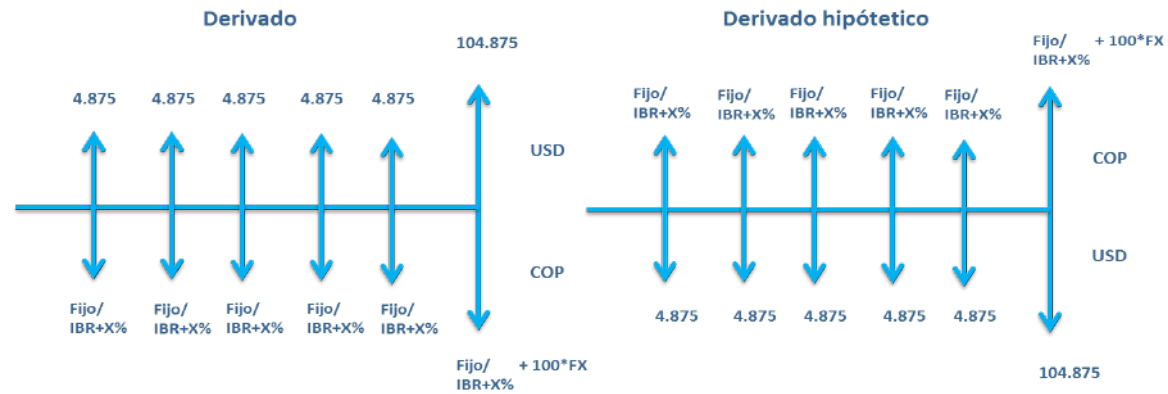 Derivado
104.875
4.875 4.875 4.875 4.875 4.875
USD
COP
Fijo/ Fijo/ Fijo/ Fijo/ Fijo/
IBR+X% IBR+X% IBR+X% IBR+X% IBR+X%
Fijo/ + 100*FX
IBR+X%
Derivado hipótetico
Fijo/ + 100*FX
IBR+X%
Fijo/ Fijo/ Fijo/ Fijo/ Fijo/
IBR+X% IBR+X% IBR+X% IBR+X% IBR+X%
COP
USD
4.875 4.875 4.875 4.875 4.875
104.875